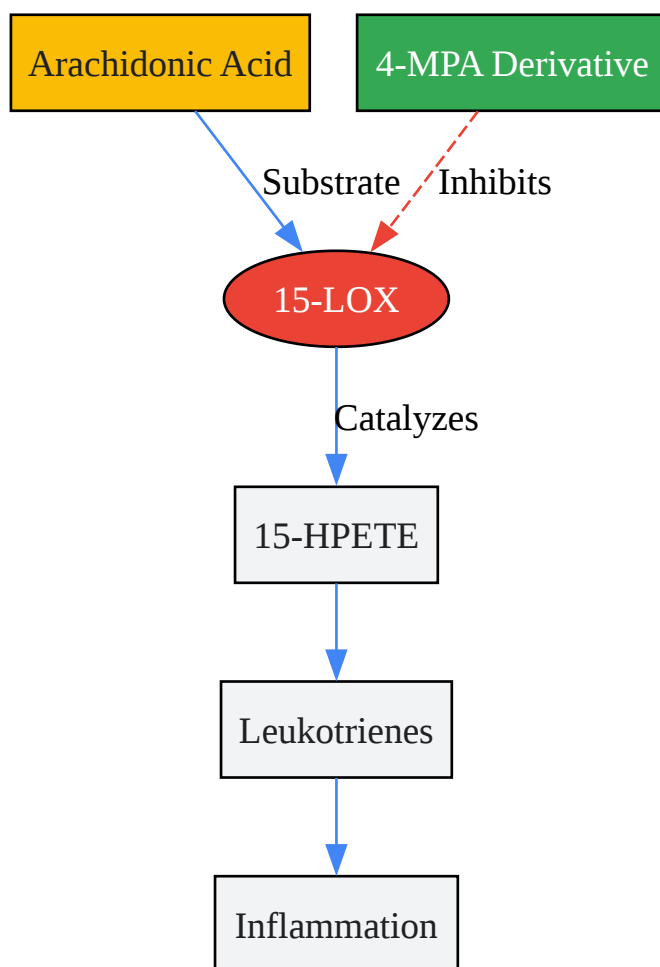 Arachidonic Acid
4-MPA Derivative
Substrate
Inhibits
15-LOX
Catalyzes
15-HPETE
Leukotrienes
Inflammation